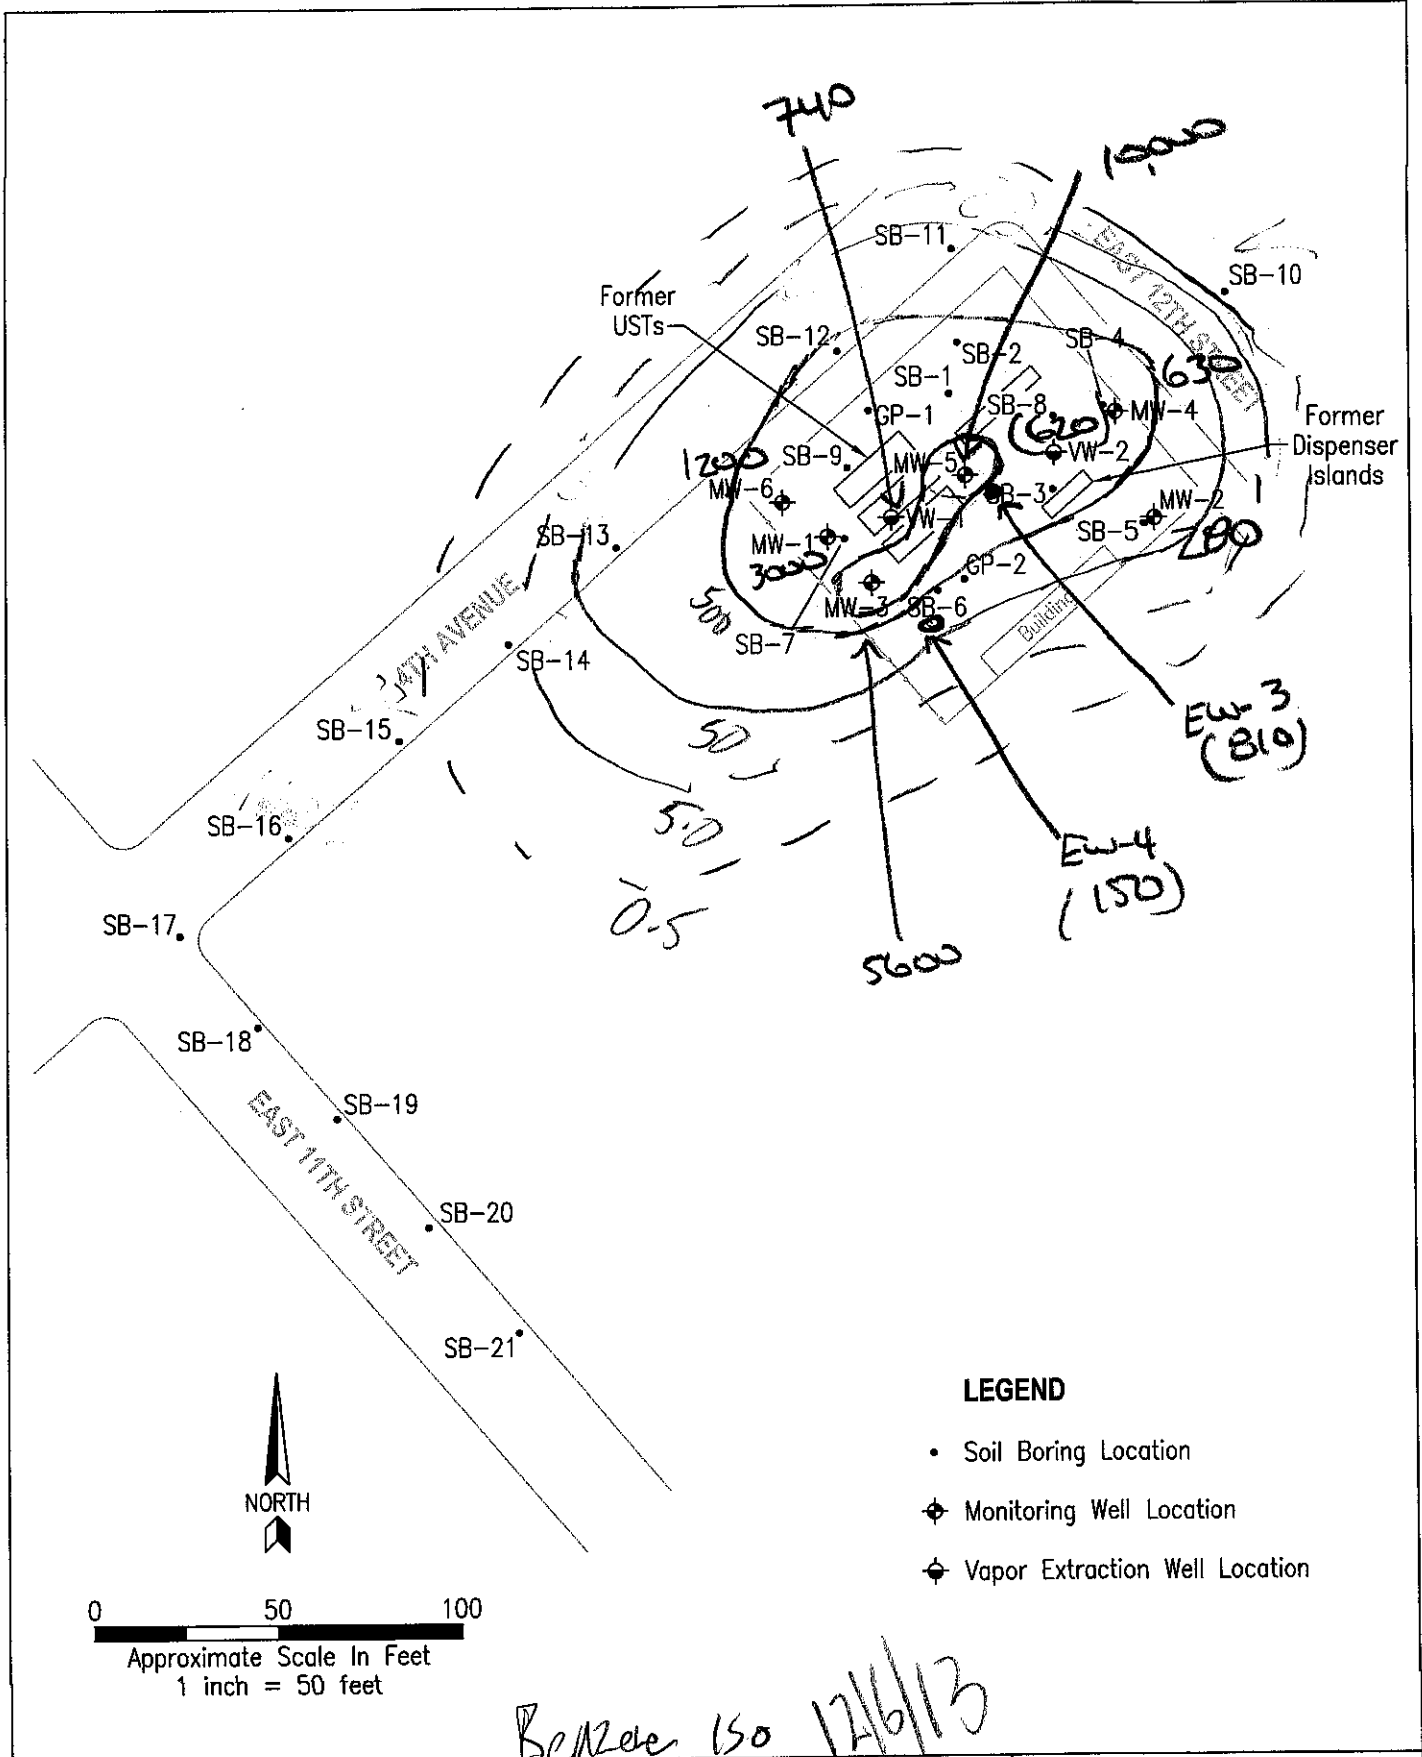 740
10,000
SB-11
EAST 12TH STREET
SB-10
Former
USTs
SB-12
SB-2
SB-4
630
SB-1
GP-1
SB-8
MW-4
(620)
VW-2
Former
Dispenser
Islands
1200
SB-9
MW-5
MW-6
SB-3
MW-2
VW-1
SB-5
280
SB-13
MW-1
3000
GP-2
MW-3
SB-6
500
SB-7
Building
4TH AVENUE
SB-14
EW-3
(810)
SB-15
50
5.0
SB-16
EW-4
(150)
0.5
SB-17
5600
SB-18
SB-19
EAST 11TH STREET
SB-20
SB-21
LEGEND
Soil Boring Location
Monitoring Well Location
Vapor Extraction Well Location
NORTH
0 50 100
Approximate Scale In Feet
1 inch = 50 feet
Iso 12/6/13